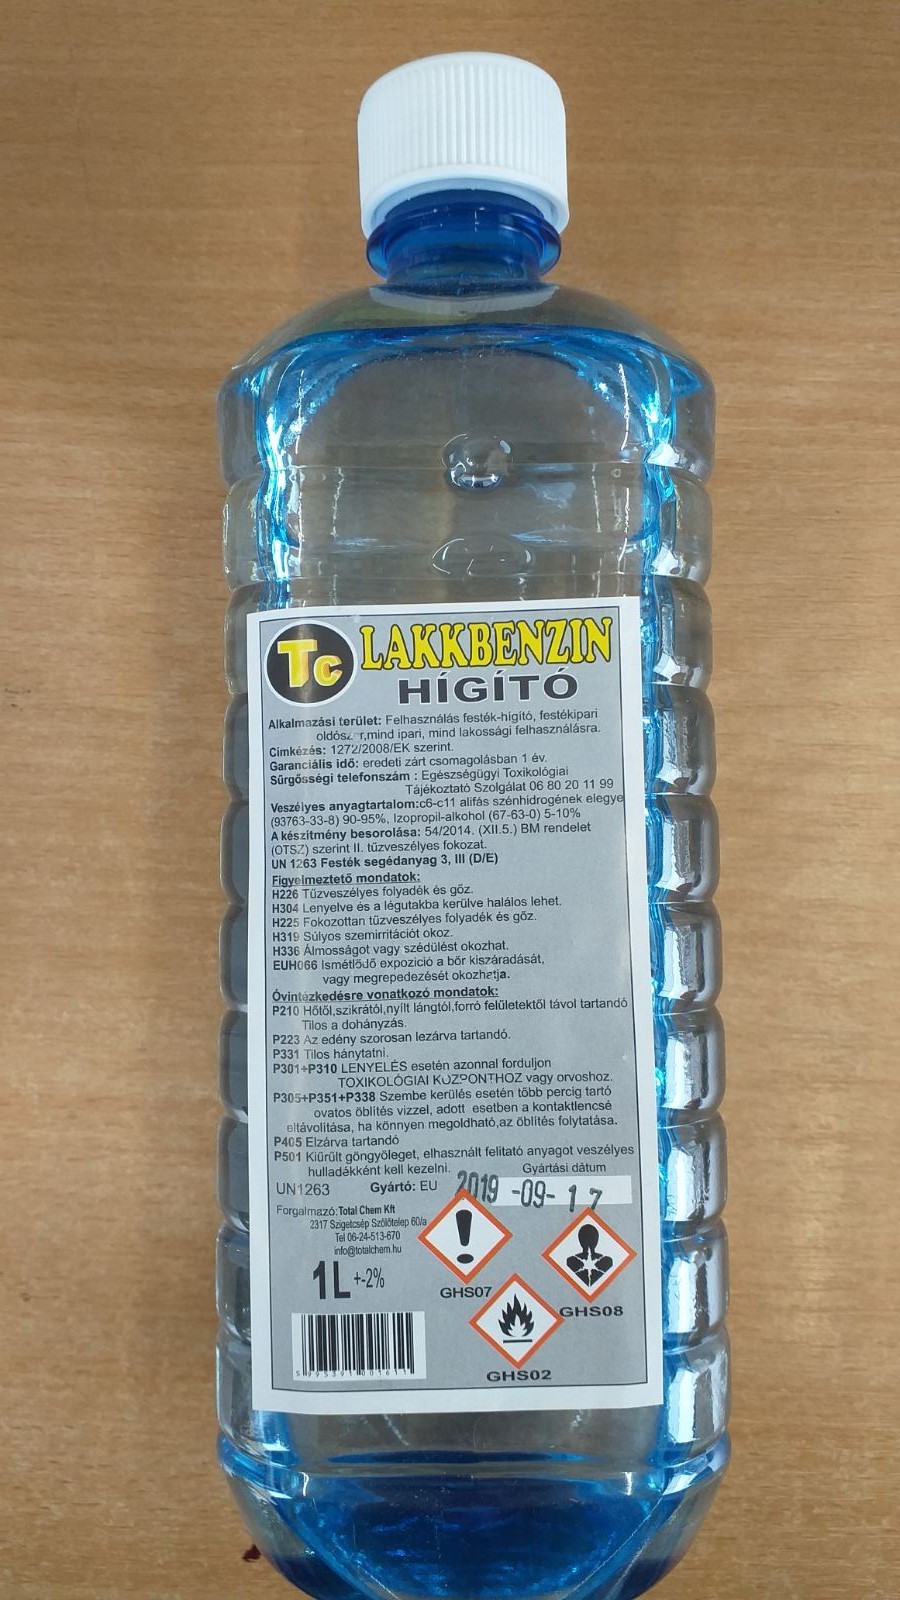 Tc LAKKBENZIN
HÍGÍTÓ
Alkalmazási terület: Felhasználás festék-hígító, festékipari
mind ipari, mind lakossági felhasználásra.
Cimkézés: 1272/2008/EK szerint.
Garanciális idő: eredeti zárt csomagolásban 1 év.
Sűrgősségi telefonszám : Egészségügyi Toxikológiai
Tájékoztató Szolgálat 06 80 20 11 99
Veszélyes anyagtartalom:c6-c11 alifás szénhidrogének elegye
(93763-33-8) 90-95%, Izopropil-alkohol (67-63-0) 5-10%
A készítmény besorolása: 54/2014. (XII.5.) BM rendelet
(OTSZ) szerint II. tűzveszélyes fokozat.
UN 1263 Festék segédanyag 3, III (D/E)
Figyelmeztető mondatok:
H226 Tűzveszélyes folyadék és gőz.
H304 Lenyelve és a légutakba kerülve halálos lehet.
H225 Fokozottan tűzveszélyes folyadék és gőz.
H319 Súlyos szemirritációt okoz.
H336 Álmosságot vagy szédülést okozhat.
EUH066 Ismétlődő expozició a bőr kiszáradását,
vagy megrepedezését okozhatja.
Óvintézkedésre vonatkozó mondatok:
P210 Hőtől,szikrától,nyílt lángtól,forró felületektől távol tartandó
Tilos a dohányzás.
P223 Az edény szorosan lezárva tartandó.
P331 Tilos hánytatni.
P301+P310 LENYELÉS esetén azonnal forduljon
TOXIKOLÓGIAI KÖZPONTHOZ vagy orvoshoz.
P305+P351+P338 Szembe kerülés esetén több percig tartó
ovatos öblítés vizzel, adott esetben a kontaktlencsé
eltávolítása, ha könnyen megoldható,az öblítés folytatása.
P405 Elzárva tartandó
P501 Kiűrűlt göngyöleget, elhasznált felitató anyagot veszélyes
hulladékként kell kezelni.
Gyártási dátum
UN1263 Gyártó: EU 2019 -09- 17
Forgalmazó:Total Chem Kft
2317 Szigetcsép Szőlőtelep 60/a
Tel 06-24-513-670
info@totalchem.hu
1L +-2%
GHS07
GHS08
GHS02